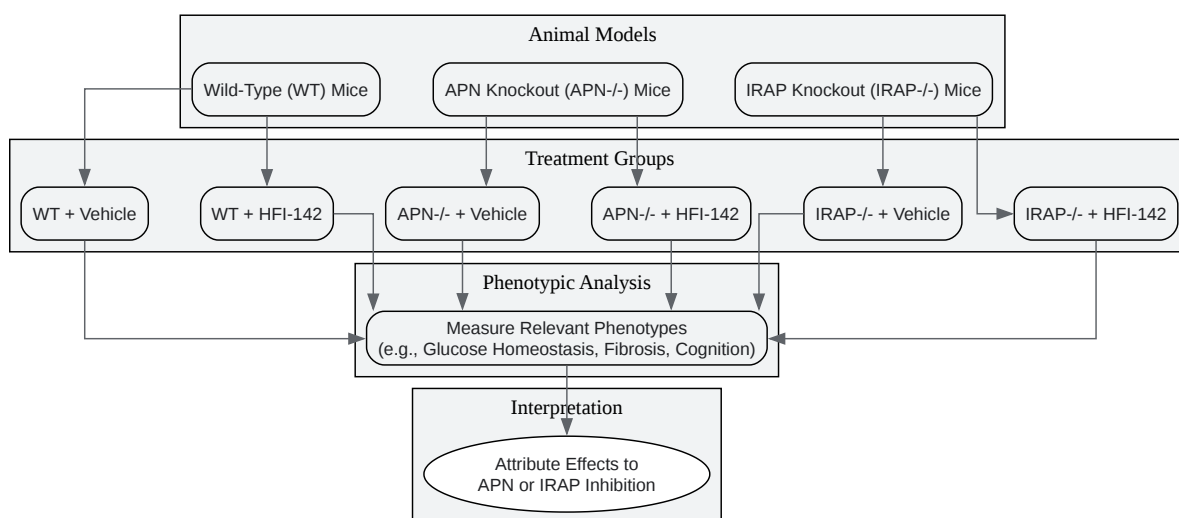 Animal Models
Wild-Type (WT) Mice
APN Knockout (APN-/-) Mice
IRAP Knockout (IRAP-/-) Mice
Treatment Groups
WT + Vehicle
WT + HFI-142
APN-/- + Vehicle
APN-/- + HFI-142
IRAP-/- + Vehicle
IRAP-/- + HFI-142
Phenotypic Analysis
Measure Relevant Phenotypes
(e.g., Glucose Homeostasis, Fibrosis, Cognition)
Interpretation
Attribute Effects to
APN or IRAP Inhibition